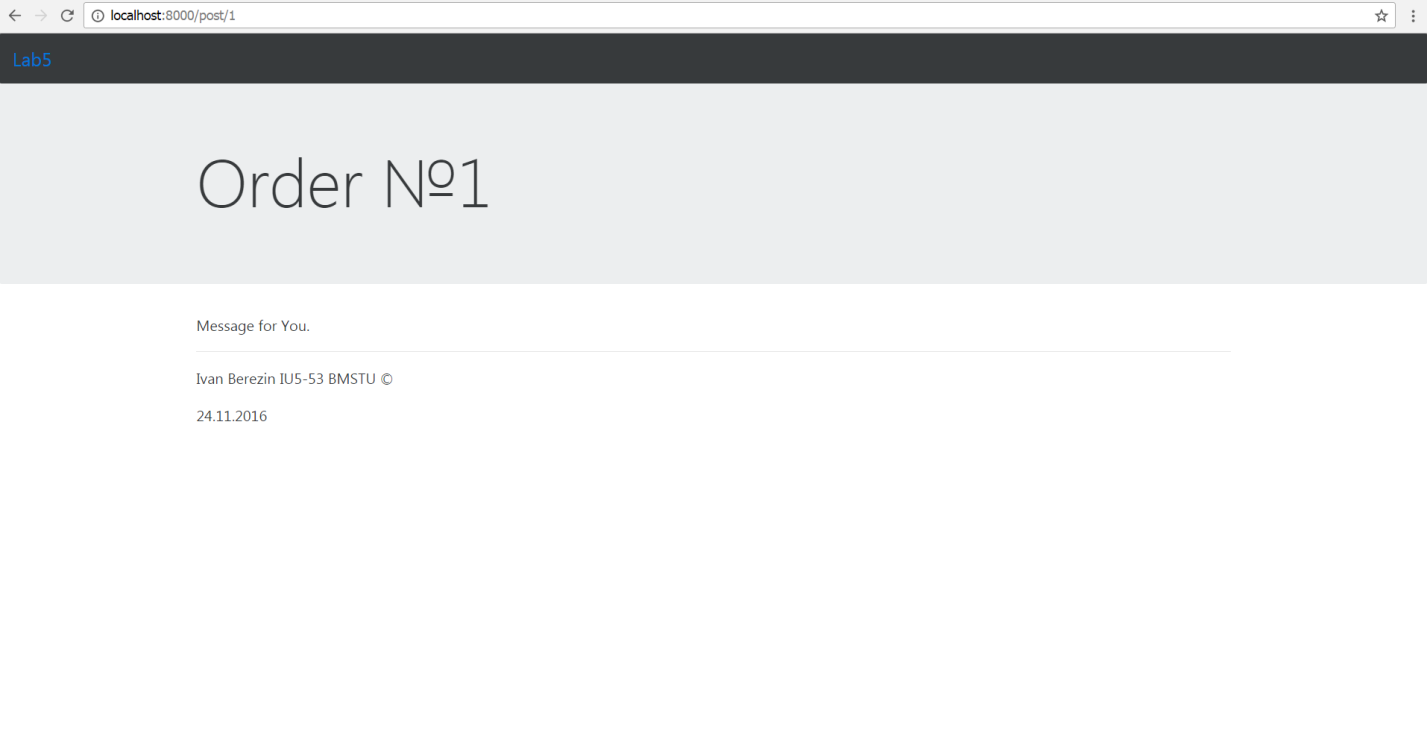 localhost:8000/post/1
Lab5
Order №1
Message for You.
Ivan Berezin IU5-53 BMSTU ©
24.11.2016